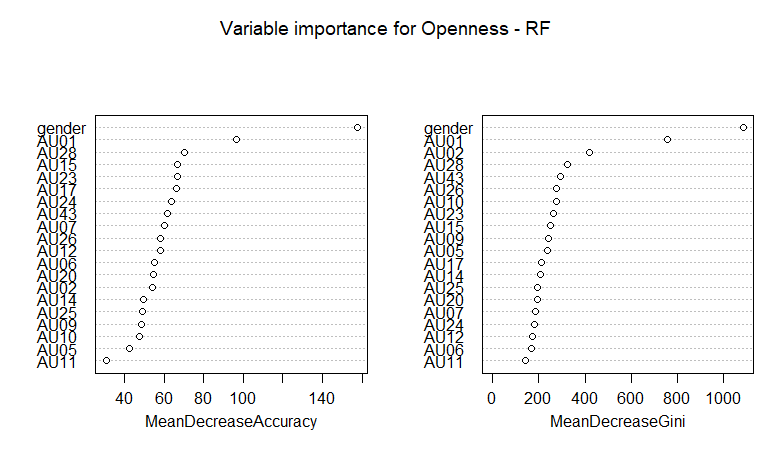 Variable importance for Openness - RF
gender
AU01
AU28
AU15
AU23
AU17
AU24
AU43
AU07
AU26
AU12
AU06
AU20
AU02
AU14
AU25
AU09
AU10
AU05
AU11
40 60 80 100 140
MeanDecreaseAccuracy
gender
AU01
AU02
AU28
AU43
AU26
AU10
AU23
AU15
AU09
AU05
AU17
AU14
AU25
AU20
AU07
AU24
AU12
AU06
AU11
0 200 400 600 800 1000
MeanDecreaseGini